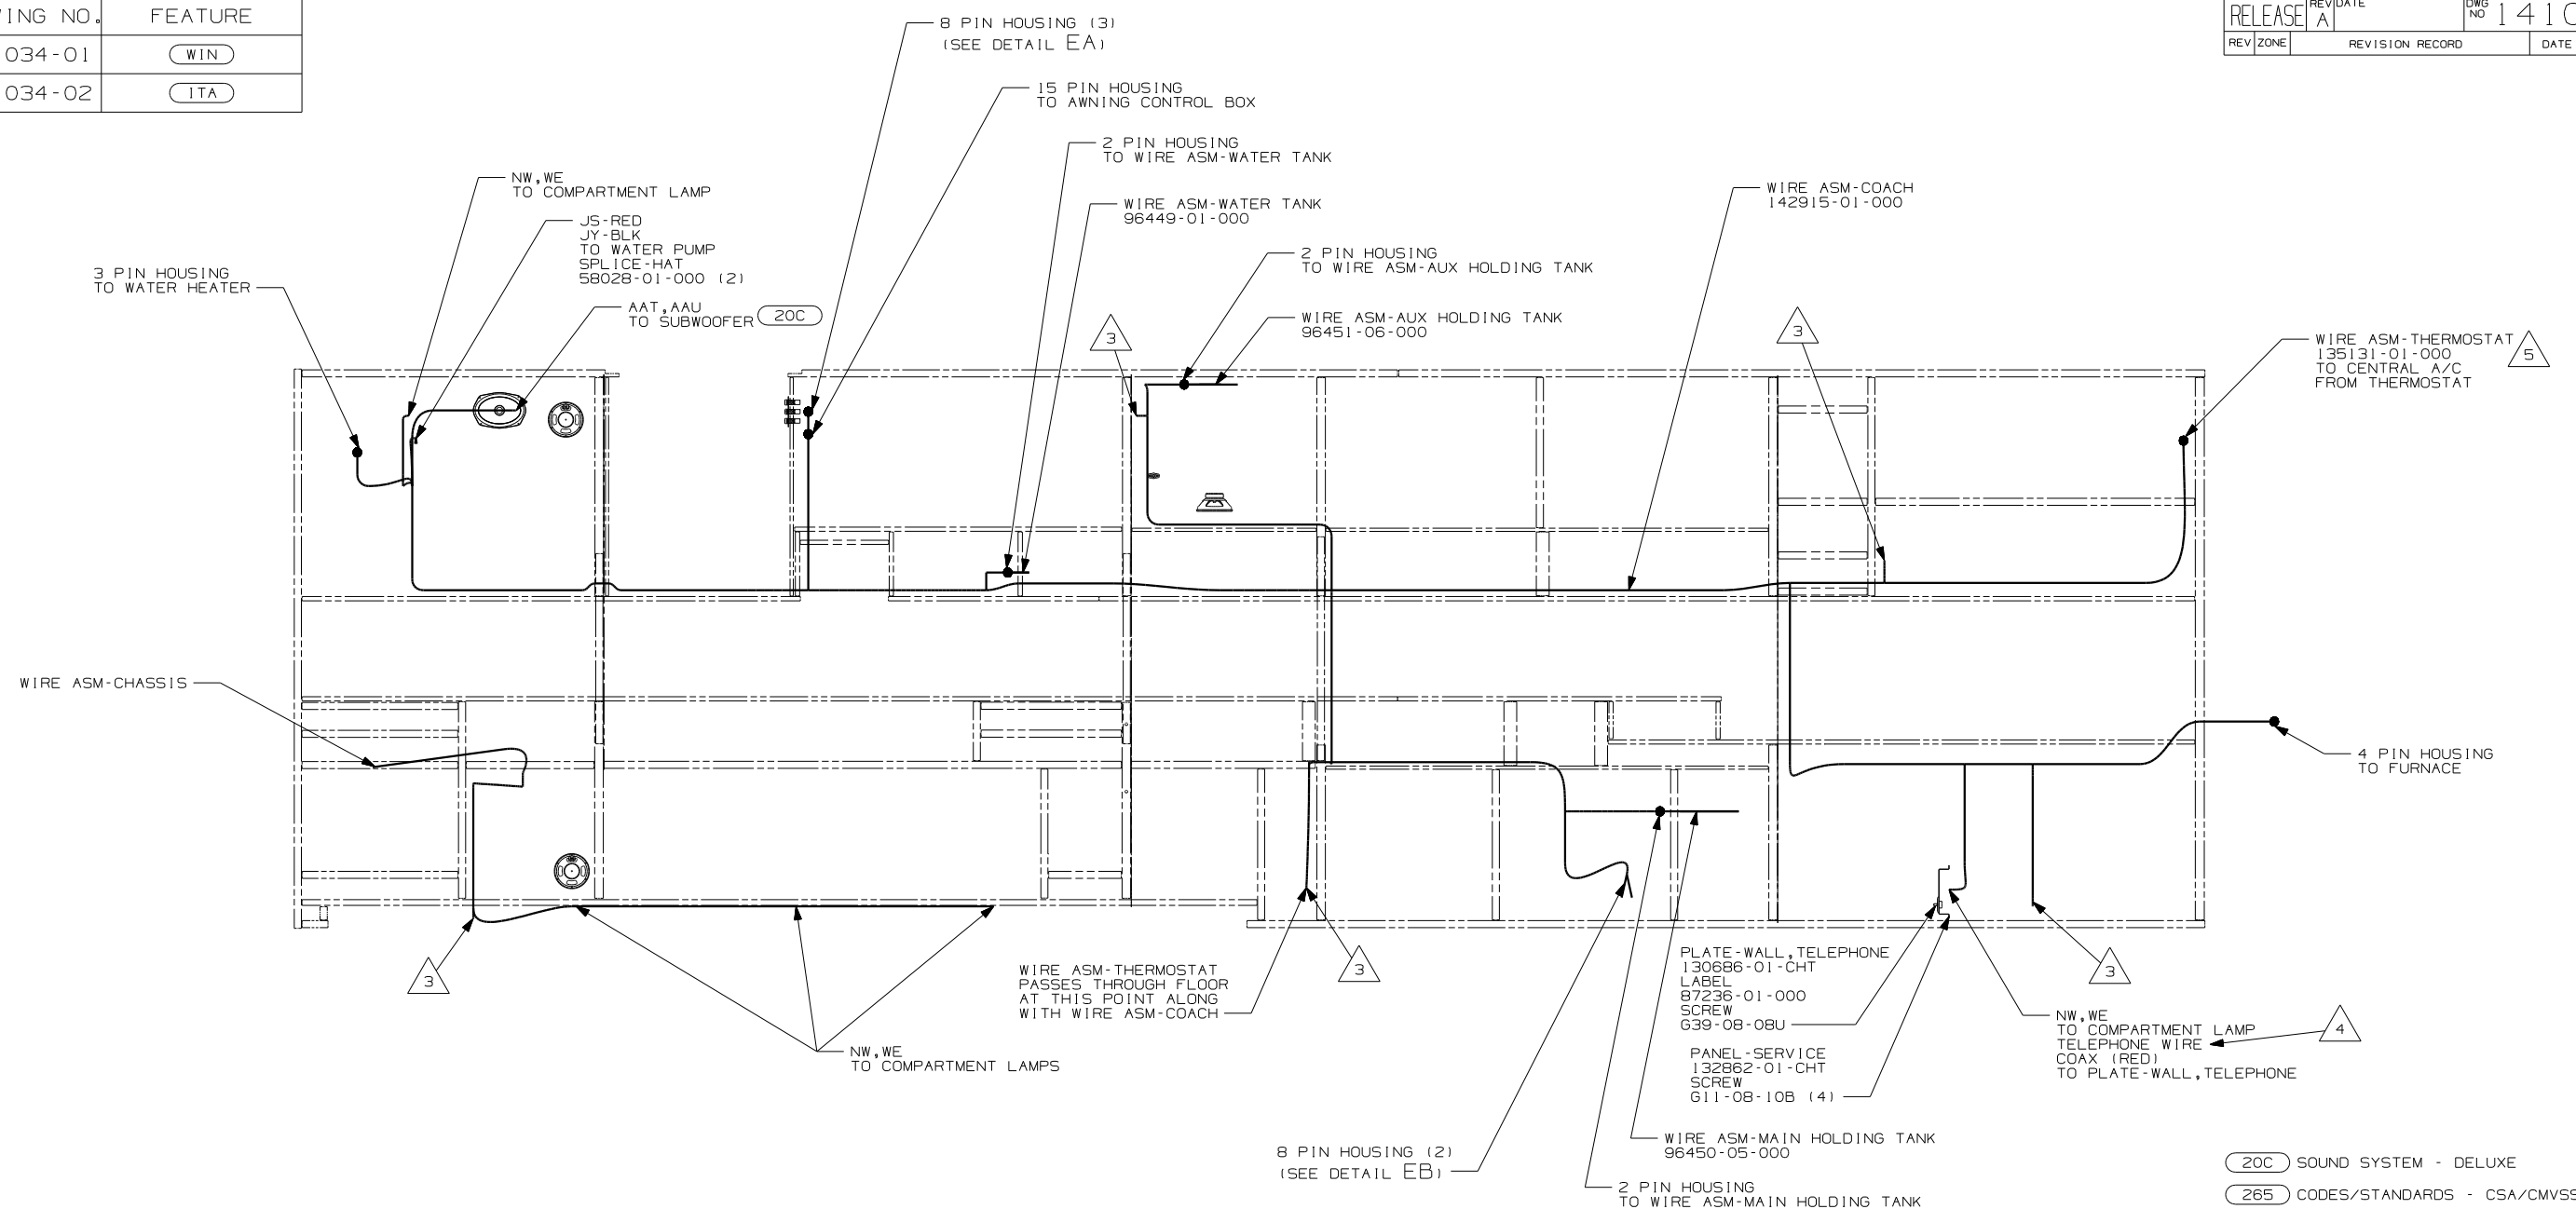 WING NO. FEATURE
034-01 WIN
034-02 ITA
RELEASE REV A DATE DWG NO 1410
REV ZONE REVISION RECORD DATE
8 PIN HOUSING (3)
(SEE DETAIL EA)
15 PIN HOUSING
TO AWNING CONTROL BOX
2 PIN HOUSING
TO WIRE ASM-WATER TANK
NW,WE
TO COMPARTMENT LAMP
WIRE ASM-WATER TANK
96449-01-000
WIRE ASM-COACH
142915-01-000
JS-RED
JY-BLK
TO WATER PUMP
SPLICE-HAT
58028-01-000 (2)
2 PIN HOUSING
TO WIRE ASM-AUX HOLDING TANK
3 PIN HOUSING
TO WATER HEATER
AAT,AAU
TO SUBWOOFER 20C
WIRE ASM-AUX HOLDING TANK
96451-06-000
3
3
WIRE ASM-THERMOSTAT
135131-01-000
TO CENTRAL A/C
FROM THERMOSTAT
5
WIRE ASM-CHASSIS
4 PIN HOUSING
TO FURNACE
3
WIRE ASM-THERMOSTAT
PASSES THROUGH FLOOR
AT THIS POINT ALONG
WITH WIRE ASM-COACH
3
PLATE-WALL,TELEPHONE
130686-01-CHT
LABEL
87236-01-000
SCREW
G39-08-08U
3
NW,WE
TO COMPARTMENT LAMP
TELEPHONE WIRE
COAX (RED)
TO PLATE-WALL,TELEPHONE
4
NW,WE
TO COMPARTMENT LAMPS
PANEL-SERVICE
132862-01-CHT
SCREW
G11-08-10B (4)
WIRE ASM-MAIN HOLDING TANK
96450-05-000
8 PIN HOUSING (2)
(SEE DETAIL EB)
2 PIN HOUSING
TO WIRE ASM-MAIN HOLDING TANK
20C SOUND SYSTEM - DELUXE
265 CODES/STANDARDS - CSA/CMVSS